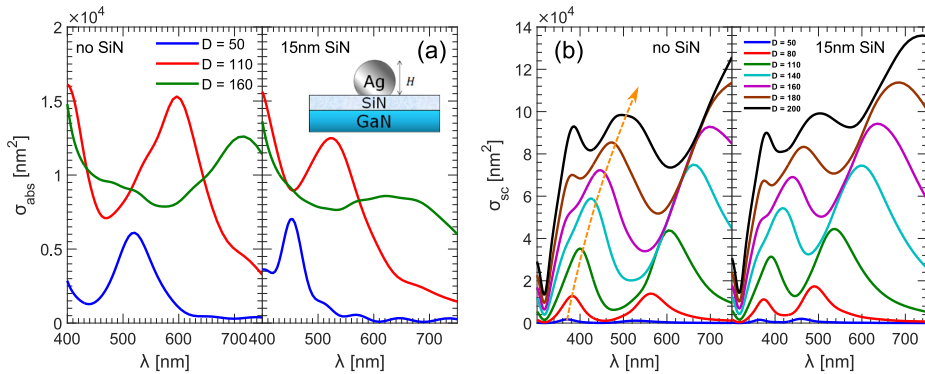 2 ×10⁴
no SiN
D = 50
D = 110
D = 160
15nm SiN
(a)
Ag
H
SiN
GaN
σabs [nm²]
2
1.5
1
0.5
0
400
500
600
700
400
500
600
700
λ [nm]
λ [nm]
14 ×10⁴
(b)
no SiN
15nm SiN
D = 50
D = 80
D = 110
D = 140
D = 160
D = 180
D = 200
σsc [nm²]
12
10
8
6
4
2
0
400
500
600
700
400
500
600
700
λ [nm]
λ [nm]